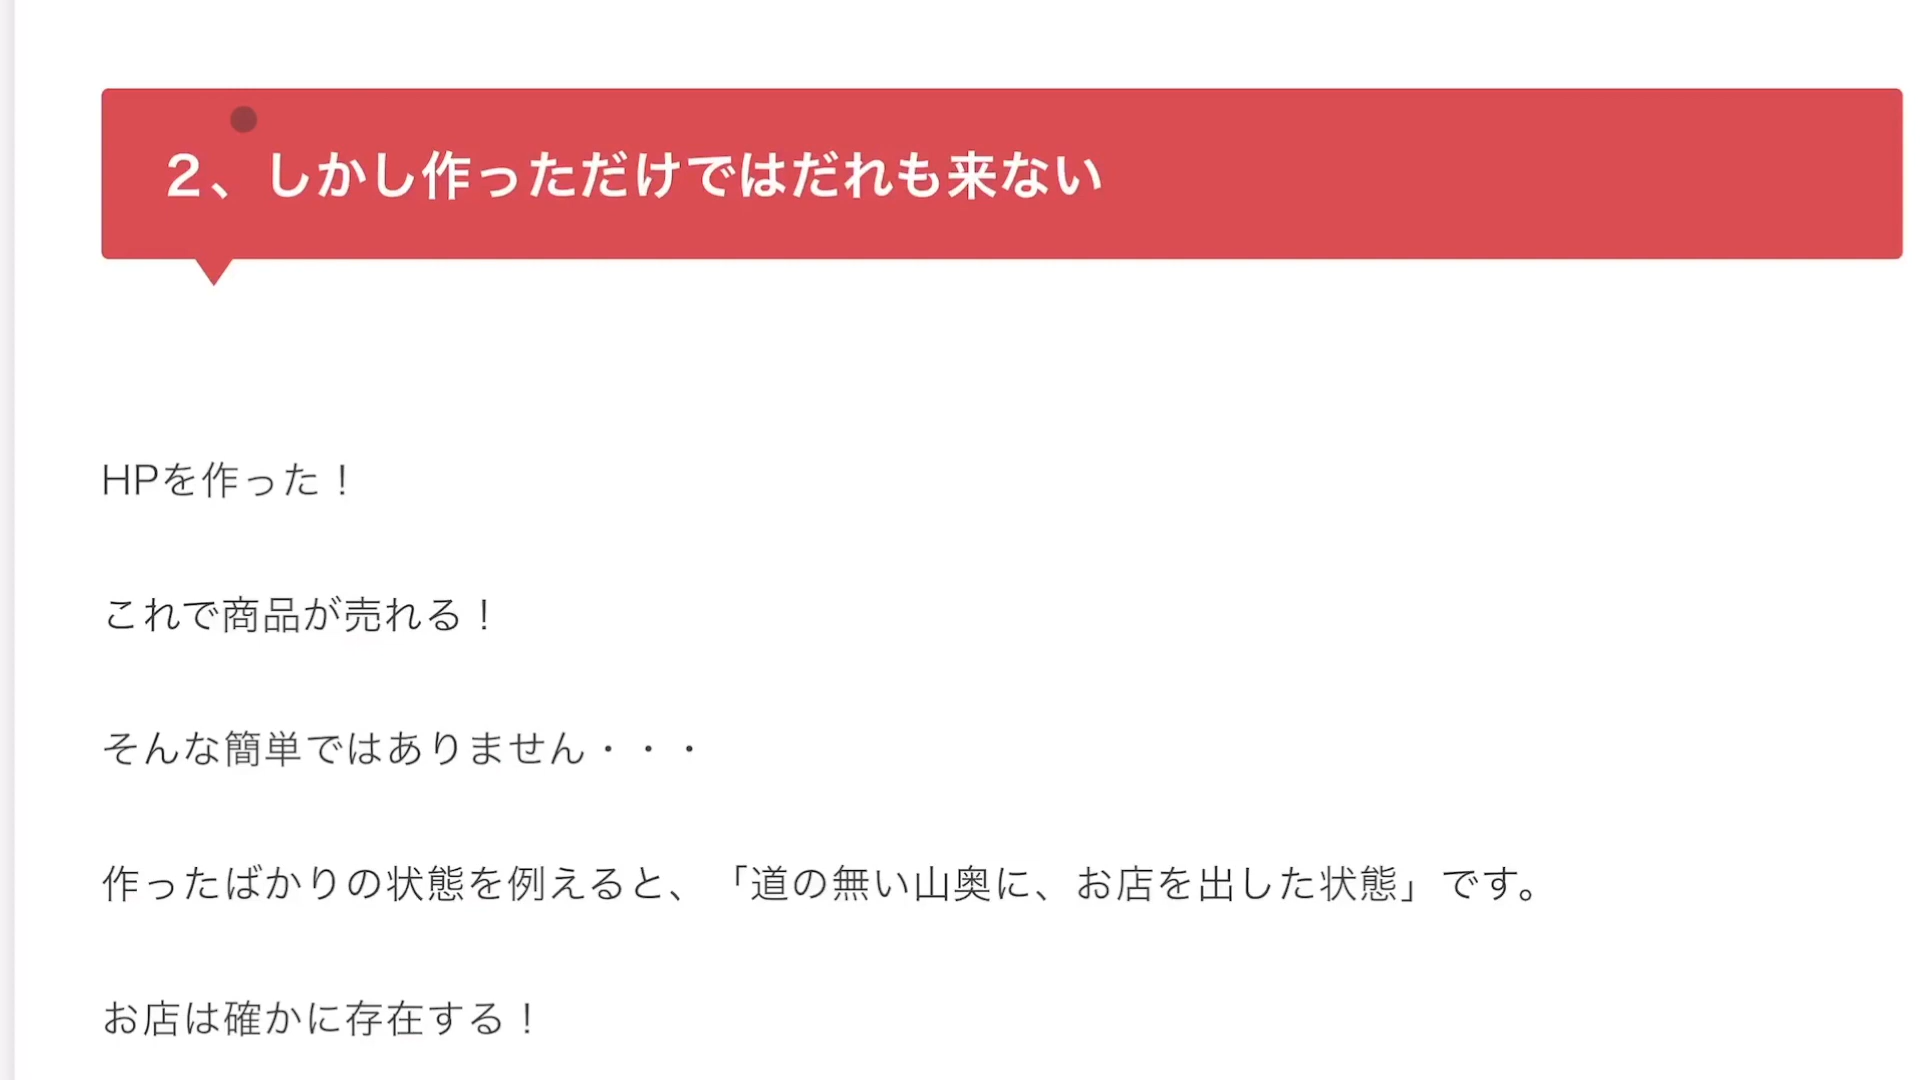 ２、しかし作っただけではだれも来ない
HPを作った！
これで商品が売れる！
そんな簡単ではありません・・・
作ったばかりの状態を例えると、「道の無い山奥に、お店を出した状態」です。
お店は確かに存在する！